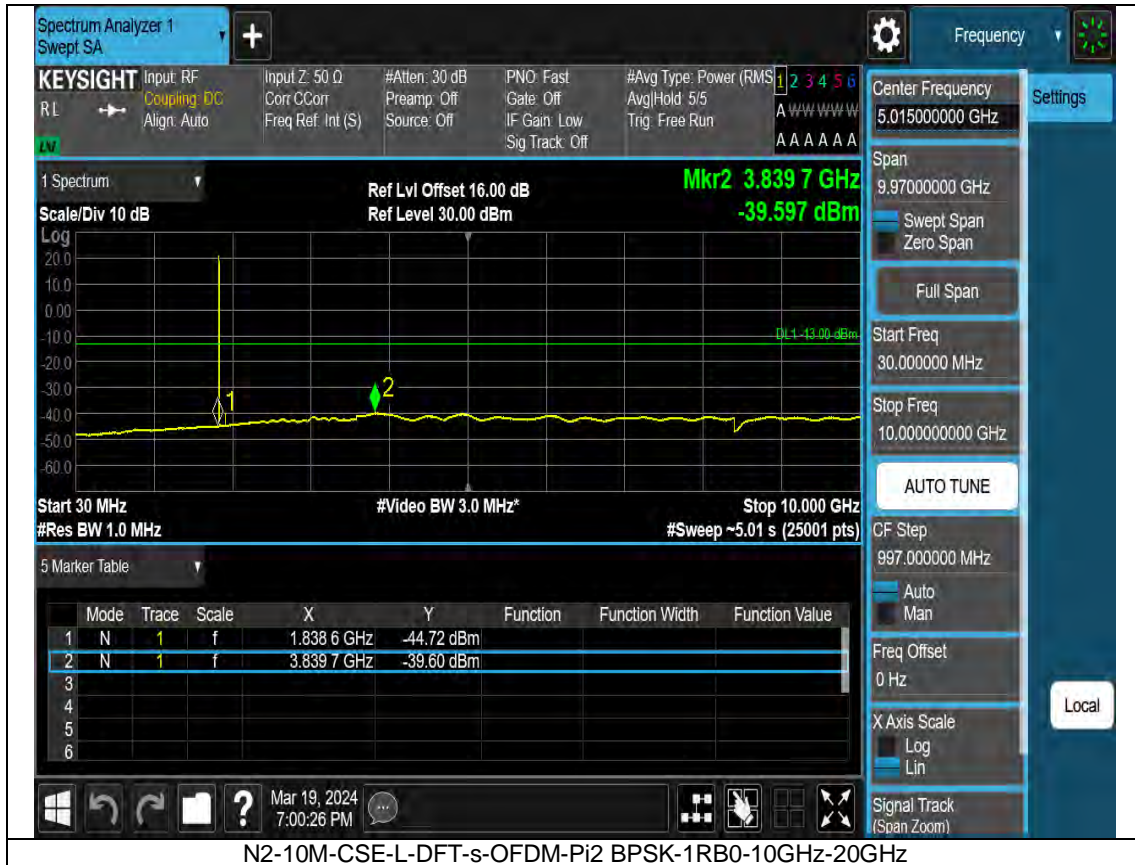 Spectrum Analyzer 1
Swept SA
+
Frequency
KEYSIGHT
RL
LXI
Input: RF
Coupling: DC
Align: Auto
Input Z: 50 Ω
Corr CCorr
Freq Ref: Int (S)
#Atten: 30 dB
Preamp: Off
Source: Off
PNO: Fast
Gate: Off
IF Gain: Low
Sig Track: Off
#Avg Type: Power (RMS
Avg|Hold: 5/5
Trig: Free Run
1 2 3 4 5 6
A W W W W W
A A A A A A
Center Frequency
5.015000000 GHz
Settings
Span
9.97000000 GHz
Swept Span
Zero Span
Full Span
Start Freq
30.000000 MHz
Stop Freq
10.000000000 GHz
AUTO TUNE
CF Step
997.000000 MHz
Auto
Man
Freq Offset
0 Hz
X Axis Scale
Log
Lin
Signal Track
(Span Zoom)
Local
1 Spectrum
Scale/Div 10 dB
Ref Lvl Offset 16.00 dB
Ref Level 30.00 dBm
Mkr2 3.839 7 GHz
-39.597 dBm
Log
20.0
10.0
0.00
-10.0
-20.0
-30.0
-40.0
-50.0
-60.0
DL1 -13.00 dBm
1
2
Start 30 MHz
#Video BW 3.0 MHz*
Stop 10.000 GHz
#Res BW 1.0 MHz
#Sweep ~5.01 s (25001 pts)
5 Marker Table
Mode Trace Scale X Y Function Function Width Function Value
1 N 1 f 1.838 6 GHz -44.72 dBm
2 N 1 f 3.839 7 GHz -39.60 dBm
3
4
5
6
?
Mar 19, 2024
7:00:26 PM
N2-10M-CSE-L-DFT-s-OFDM-Pi2 BPSK-1RB0-10GHz-20GHz